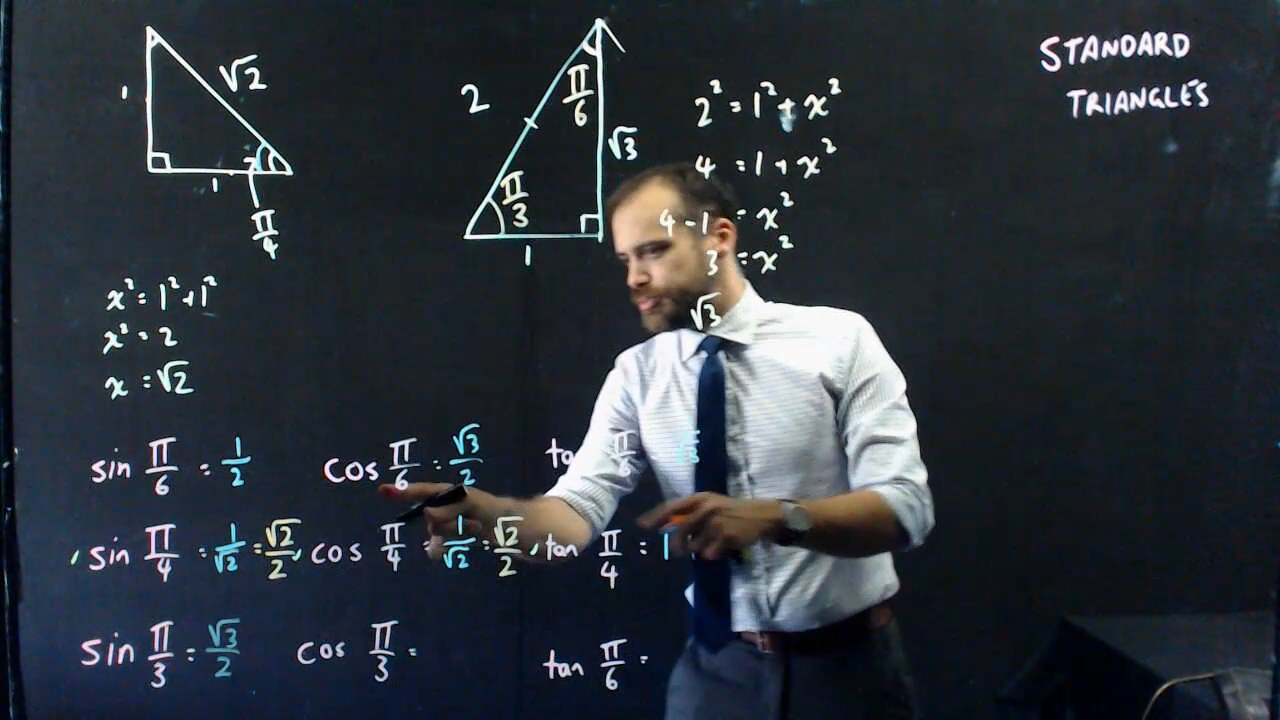 STANDARD
TRIANGLES
1
√2
1
π/4
2
π/6
π/3
√3
1
2² = 1² + x²
4 = 1 + x²
4 - 1 = x²
3 = x²
√3
x² = 1² + 1²
x² = 2
x = √2
sin π/6 = 1/2 cos π/6 = √3/2 π/6
sin π/4 = 1/√2 = √2/2, cos π/4 = 1/√2 = √2/2, tan π/4 = 1
sin π/3 = √3/2 cos π/3 = tan π/6 =